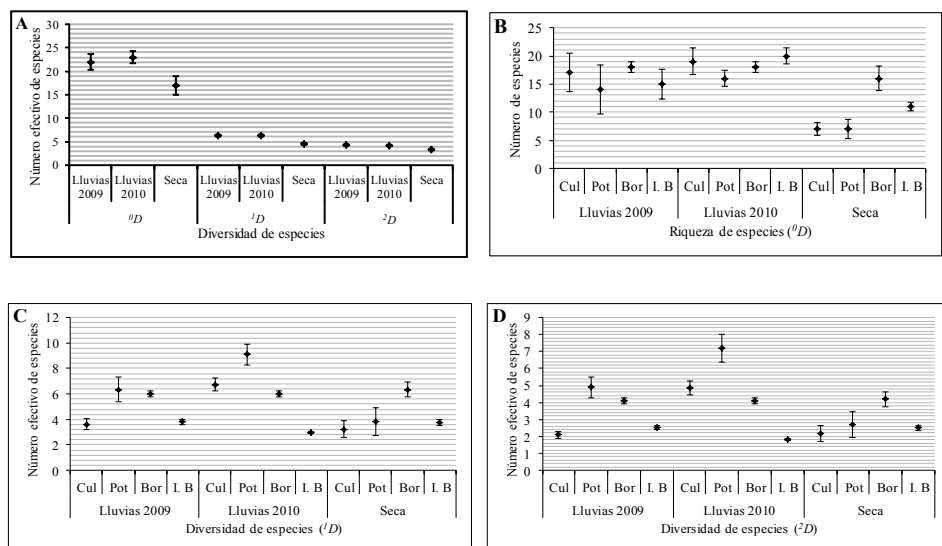 A
Número efectivo de especies
30
25
20
15
10
5
0
Lluvias 2009
Lluvias 2010
Seca
Lluvias 2009
Lluvias 2010
Seca
Lluvias 2009
Lluvias 2010
Seca
⁰D
¹D
²D
Diversidad de especies
B
Número de especies
25
20
15
10
5
0
Cul Pot Bor I. B Cul Pot Bor I. B Cul Pot Bor I. B
Lluvias 2009 Lluvias 2010 Seca
Riqueza de especies (⁰D)
C
Número efectivo de especies
12
10
8
6
4
2
0
Cul Pot Bor I. B Cul Pot Bor I. B Cul Pot Bor I. B
Lluvias 2009 Lluvias 2010 Seca
Diversidad de especies (¹D)
D
Número efectivo de especies
9
8
7
6
5
4
3
2
1
0
Cul Pot Bor I. B Cul Pot Bor I. B Cul Pot Bor I. B
Lluvias 2009 Lluvias 2010 Seca
Diversidad de especies (²D)